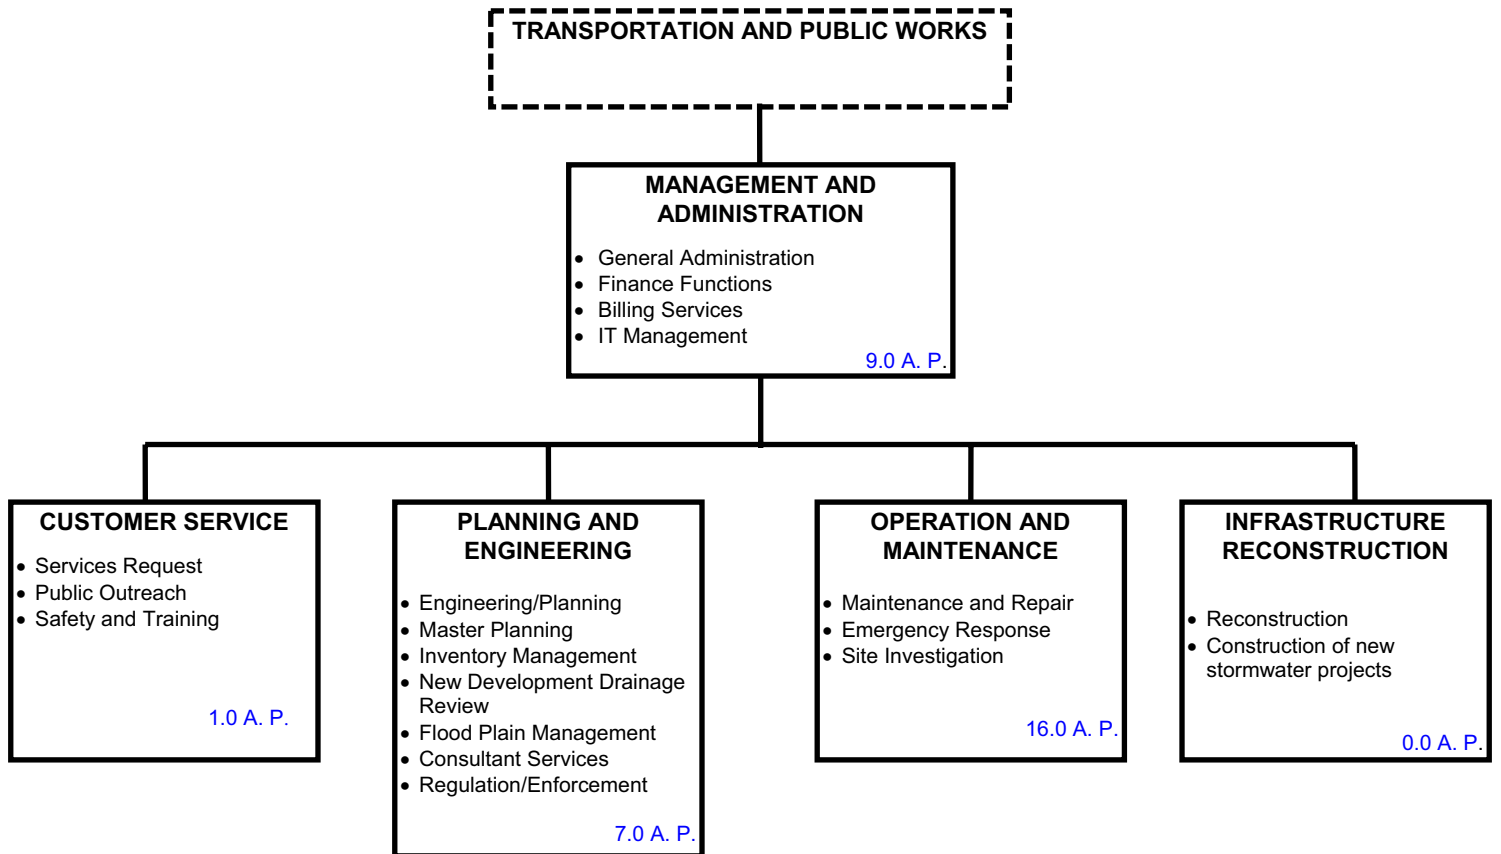 TRANSPORTATION AND PUBLIC WORKS
MANAGEMENT AND
ADMINISTRATION
• General Administration
• Finance Functions
• Billing Services
• IT Management
9.0 A. P.
CUSTOMER SERVICE
• Services Request
• Public Outreach
• Safety and Training
1.0 A. P.
PLANNING AND
ENGINEERING
• Engineering/Planning
• Master Planning
• Inventory Management
• New Development Drainage
Review
• Flood Plain Management
• Consultant Services
• Regulation/Enforcement
7.0 A. P.
OPERATION AND
MAINTENANCE
• Maintenance and Repair
• Emergency Response
• Site Investigation
16.0 A. P.
INFRASTRUCTURE
RECONSTRUCTION
• Reconstruction
• Construction of new
stormwater projects
0.0 A. P.